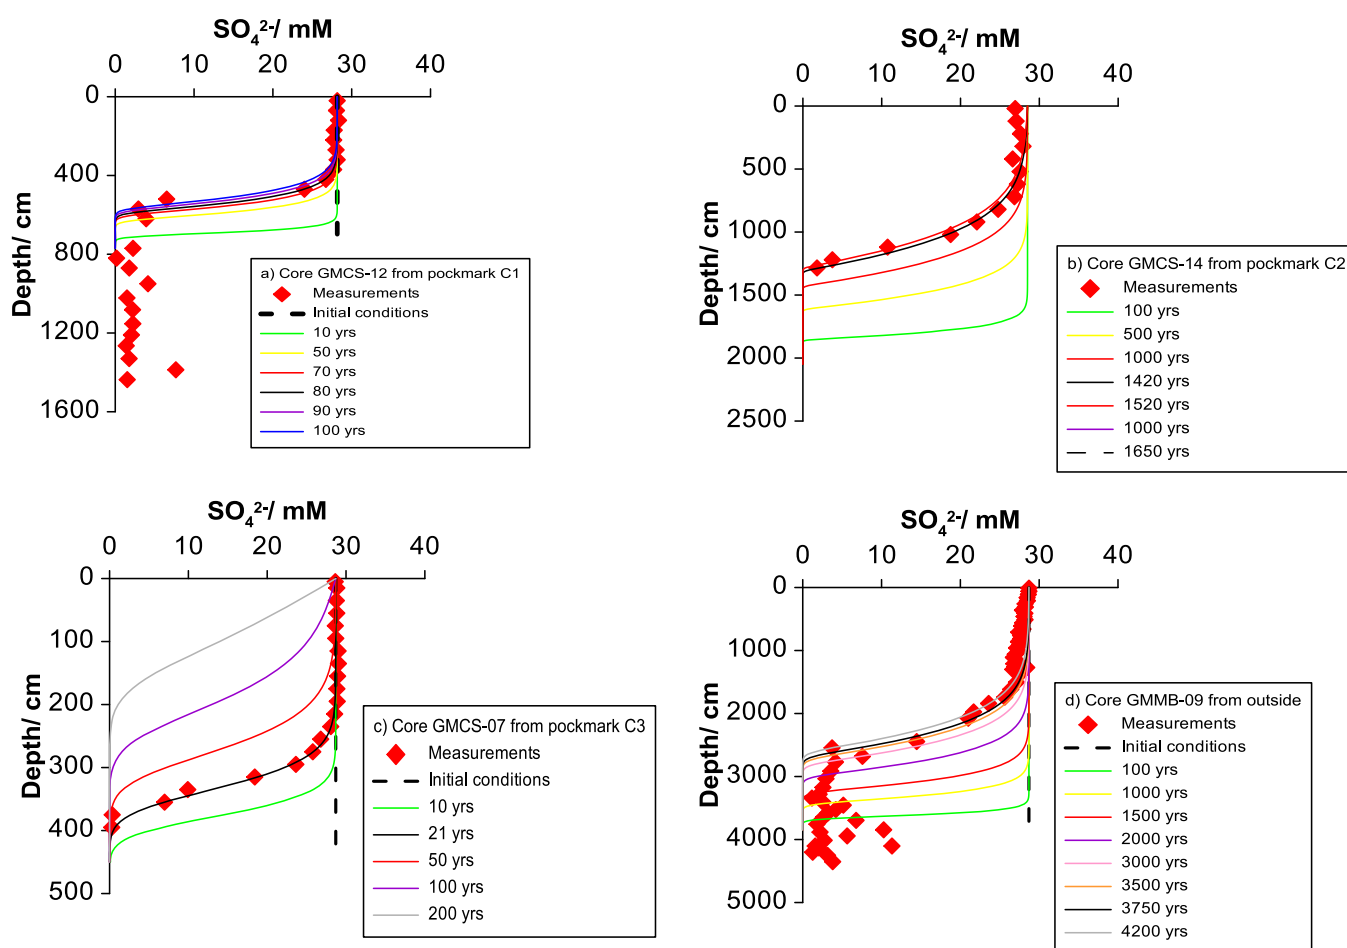 SO₄²⁻/ mM
0 10 20 30 40
Depth/ cm
0
400
800
1200
1600
a) Core GMCS-12 from pockmark C1
Measurements
Initial conditions
10 yrs
50 yrs
70 yrs
80 yrs
90 yrs
100 yrs
SO₄²⁻/ mM
0 10 20 30 40
Depth/ cm
0
500
1000
1500
2000
2500
b) Core GMCS-14 from pockmark C2
Measurements
100 yrs
500 yrs
1000 yrs
1420 yrs
1520 yrs
1000 yrs
1650 yrs
SO₄²⁻/ mM
0 10 20 30 40
Depth/ cm
0
100
200
300
400
500
c) Core GMCS-07 from pockmark C3
Measurements
Initial conditions
10 yrs
21 yrs
50 yrs
100 yrs
200 yrs
SO₄²⁻/ mM
0 10 20 30 40
Depth/ cm
0
1000
2000
3000
4000
5000
d) Core GMMB-09 from outside
Measurements
Initial conditions
100 yrs
1000 yrs
1500 yrs
2000 yrs
3000 yrs
3500 yrs
3750 yrs
4200 yrs